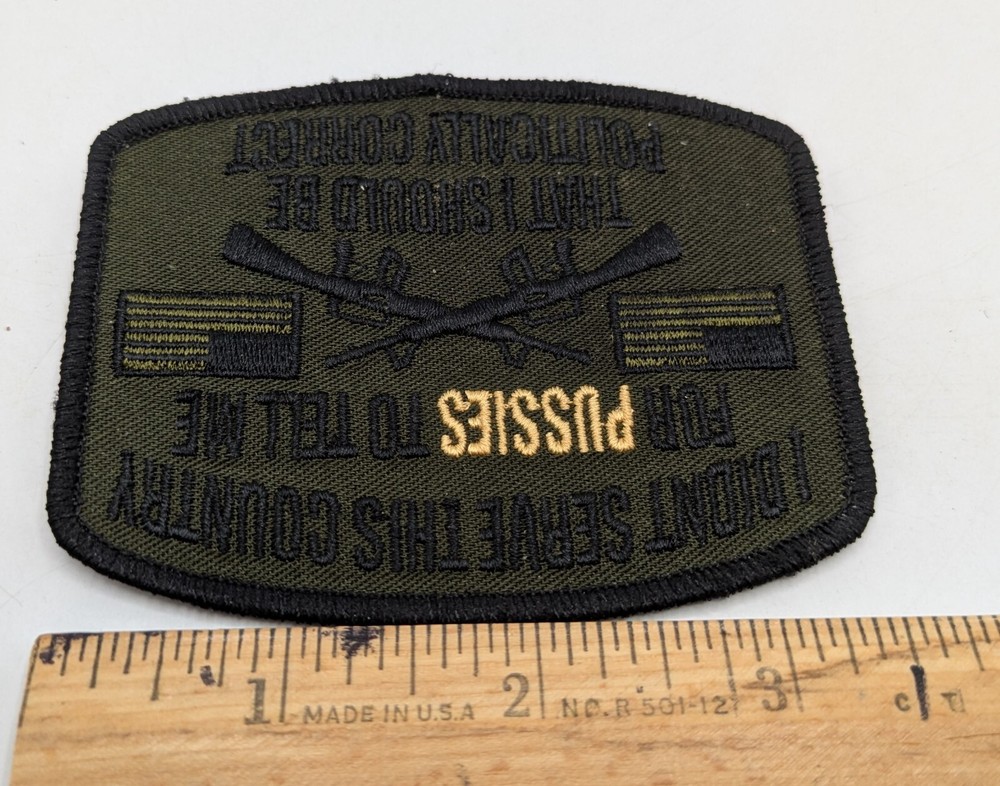 I DIDN'T SERVE THIS COUNTRY
FOR PUSSIES TO TELL ME
THAT I SHOULD BE
POLITICALLY CORRECT
1 2 3
MADE IN U.S.A NO. R 501-12